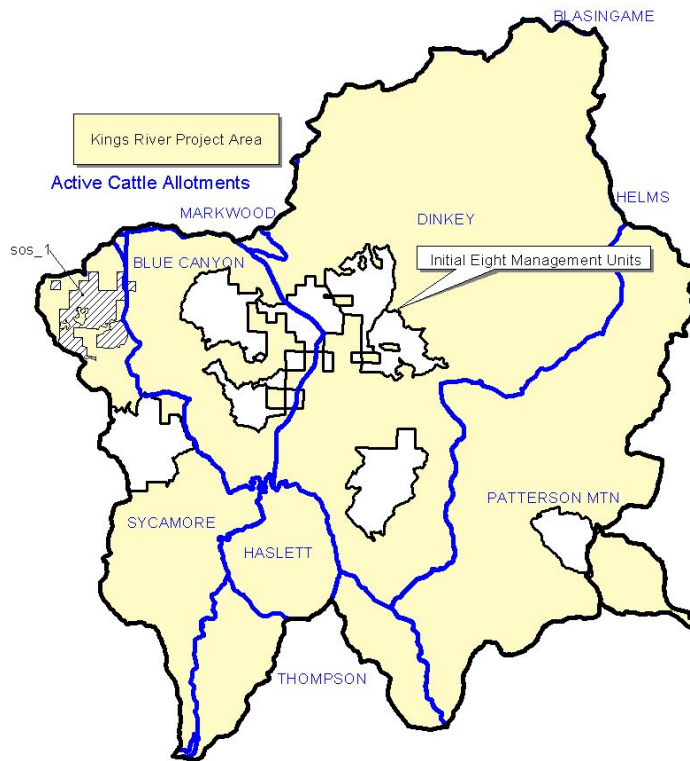 BLASINGAME
Kings River Project Area
Active Cattle Allotments
HELMS
MARKWOOD
DINKEY
sos_1
BLUE CANYON
Initial Eight Management Units
PATTERSON MTN
SYCAMORE
HASLETT
THOMPSON